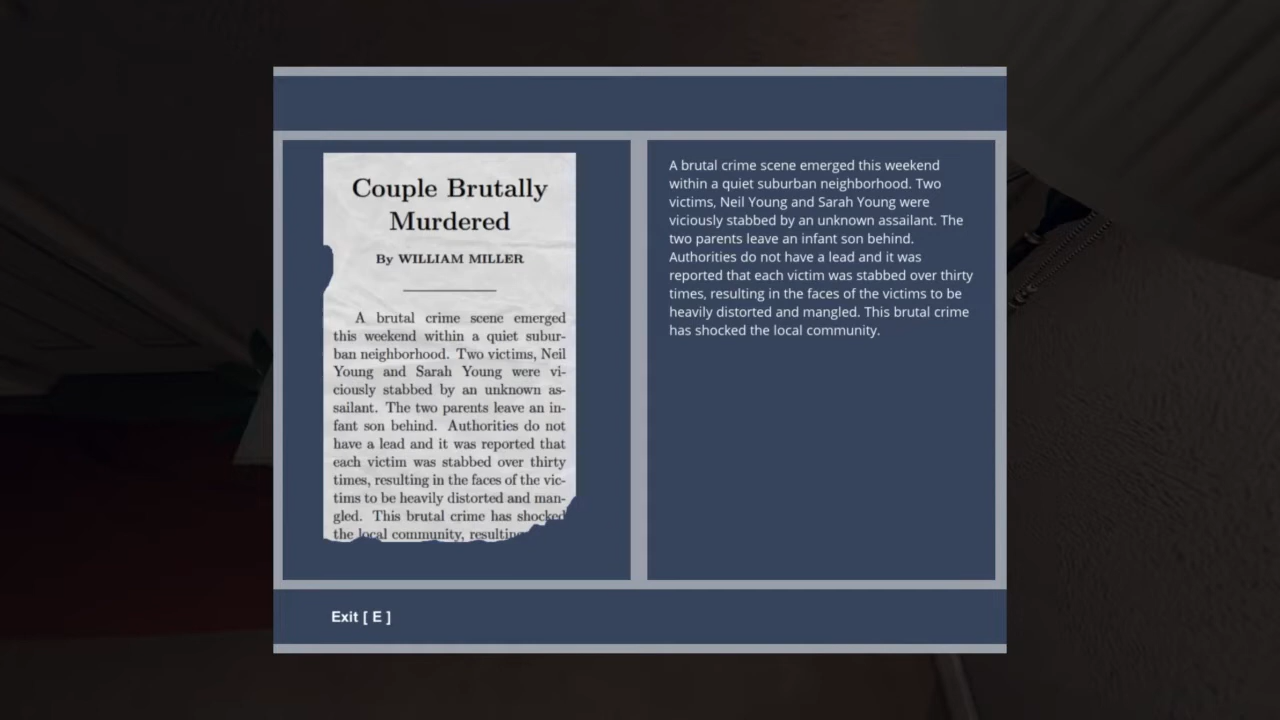 Couple Brutally
Murdered
By WILLIAM MILLER
A brutal crime scene emerged
this weekend within a quiet subur-
ban neighborhood. Two victims, Neil
Young and Sarah Young were vi-
ciously stabbed by an unknown as-
sailant. The two parents leave an in-
fant son behind. Authorities do not
have a lead and it was reported that
each victim was stabbed over thirty
times, resulting in the faces of the vic-
tims to be heavily distorted and man-
gled. This brutal crime has shocked
the local community, resulting
A brutal crime scene emerged this weekend
within a quiet suburban neighborhood. Two
victims, Neil Young and Sarah Young were
viciously stabbed by an unknown assailant. The
two parents leave an infant son behind.
Authorities do not have a lead and it was
reported that each victim was stabbed over thirty
times, resulting in the faces of the victims to be
heavily distorted and mangled. This brutal crime
has shocked the local community.
Exit [ E ]